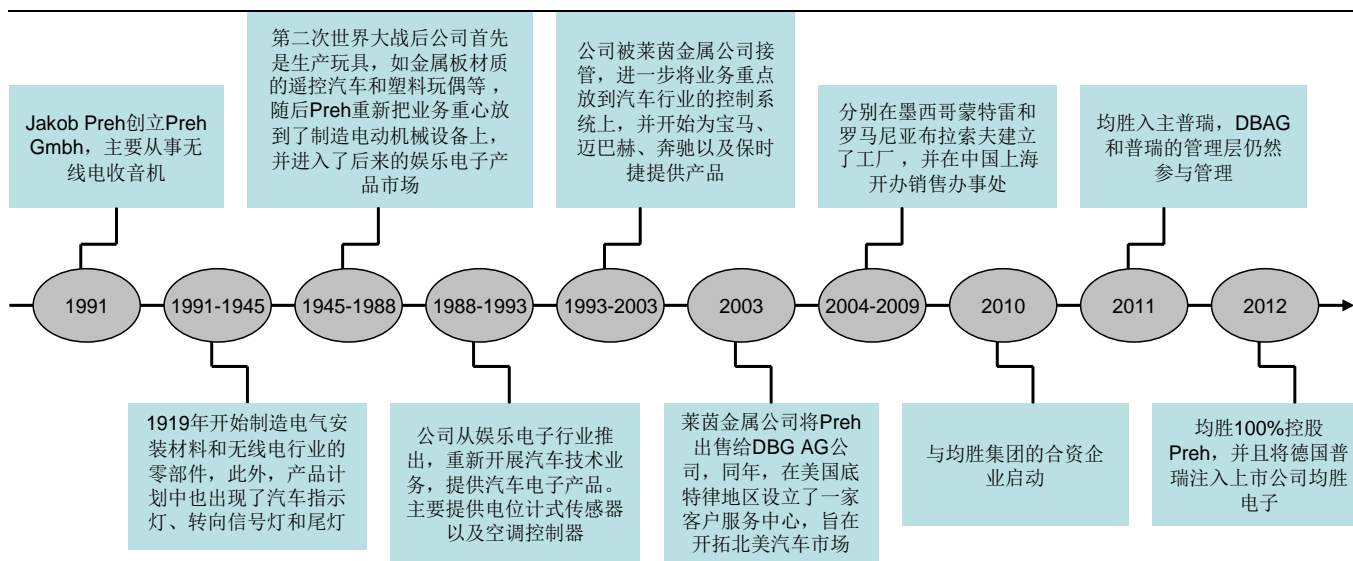 Jakob Preh创立Preh
Gmbh，主要从事无
线电收音机
第二次世界大战后公司首先
是生产玩具，如金属板材质
的遥控汽车和塑料玩偶等，
随后Preh重新把业务重心放
到了制造电动机械设备上，
并进入了后来的娱乐电子产
品市场
公司被莱茵金属公司接
管，进一步将业务重点
放到汽车行业的控制系
统上，并开始为宝马、
迈巴赫、奔驰以及保时
捷提供产品
分别在墨西哥蒙特雷和
罗马尼亚布拉索夫建立
了工厂，并在中国上海
开办销售办事处
均胜入主普瑞，DBAG
和普瑞的管理层仍然
参与管理
1991
1991-1945
1945-1988
1988-1993
1993-2003
2003
2004-2009
2010
2011
2012
1919年开始制造电气安
装材料和无线电行业的
零部件，此外，产品计
划中也出现了汽车指示
灯、转向信号灯和尾灯
公司从娱乐电子行业推
出，重新开展汽车技术业
务，提供汽车电子产品。
主要提供电位计式传感器
以及空调控制器
莱茵金属公司将Preh
出售给DBG AG公
司，同年，在美国底
特律地区设立了一家
客户服务中心，旨在
开拓北美汽车市场
与均胜集团的合资企
业启动
均胜100%控股
Preh，并且将德国普
瑞注入上市公司均胜
电子